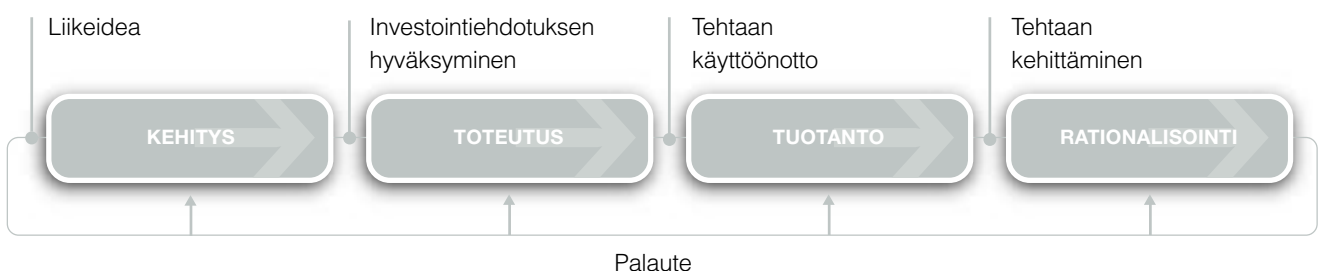 Liikeidea
Investointiehdotuksen
hyväksyminen
Tehtaan
käyttöönotto
Tehtaan
kehittäminen
KEHITYS
TOTEUTUS
TUOTANTO
RATIONALISOINTI
Palaute